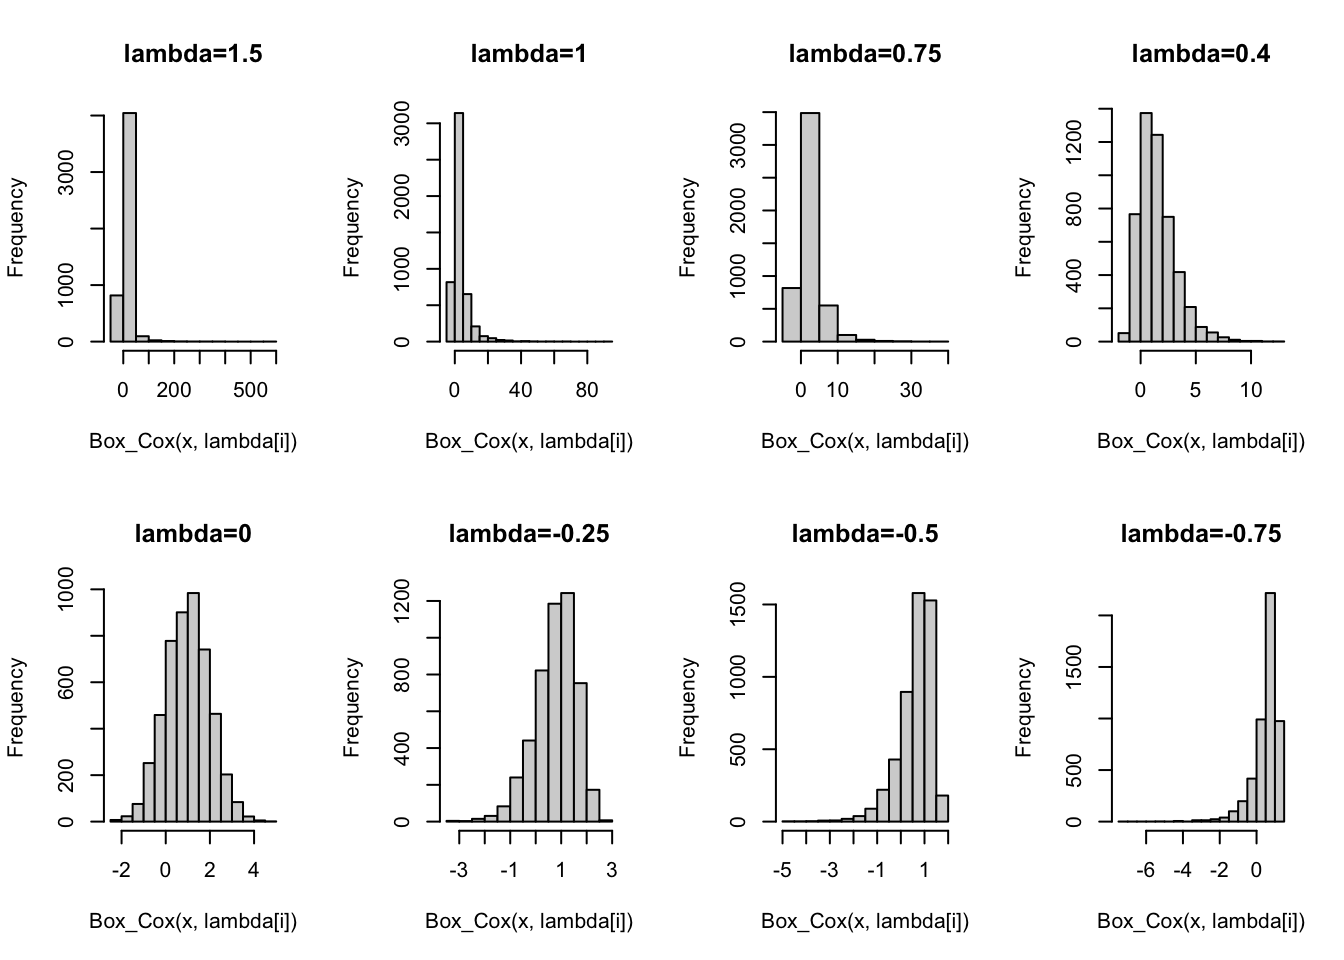 lambda=1.5
Frequency
0 1000 3000
0 200 500
Box_Cox(x, lambda[i])
lambda=1
Frequency
0 1000 2000 3000
0 40 80
Box_Cox(x, lambda[i])
lambda=0.75
Frequency
0 1000 2000 3000
0 10 30
Box_Cox(x, lambda[i])
lambda=0.4
Frequency
0 400 800 1200
0 5 10
Box_Cox(x, lambda[i])
lambda=0
Frequency
0 200 600 1000
-2 0 2 4
Box_Cox(x, lambda[i])
lambda=-0.25
Frequency
0 400 800 1200
-3 -1 1 3
Box_Cox(x, lambda[i])
lambda=-0.5
Frequency
0 500 1000 1500
-5 -3 -1 1
Box_Cox(x, lambda[i])
lambda=-0.75
Frequency
0 500 1500
-6 -4 -2 0
Box_Cox(x, lambda[i])